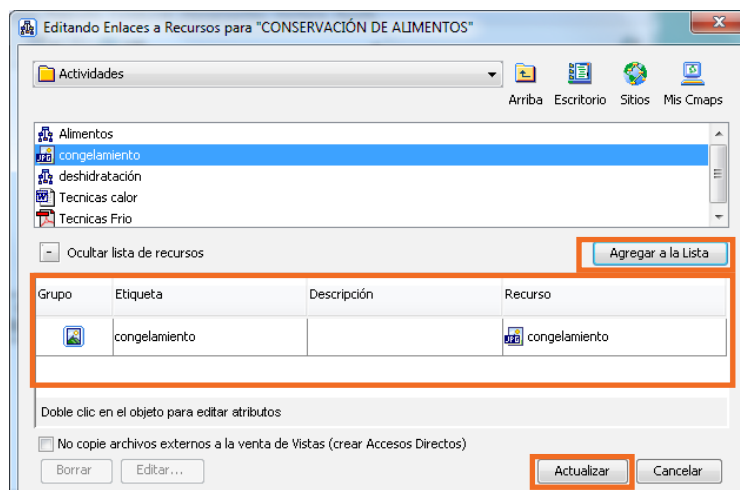 Editando Enlaces a Recursos para "CONSERVACIÓN DE ALIMENTOS"
Actividades
Arriba Escritorio Sitios Mis Cmaps
Alimentos
congelamiento
deshidratación
Tecnicas calor
Tecnicas Frio
- Ocultar lista de recursos Agregar a la Lista
Grupo Etiqueta Descripción Recurso
congelamiento JPG congelamiento
Doble clic en el objeto para editar atributos
No copie archivos externos a la venta de Vistas (crear Accesos Directos)
Borrar Editar... Actualizar Cancelar